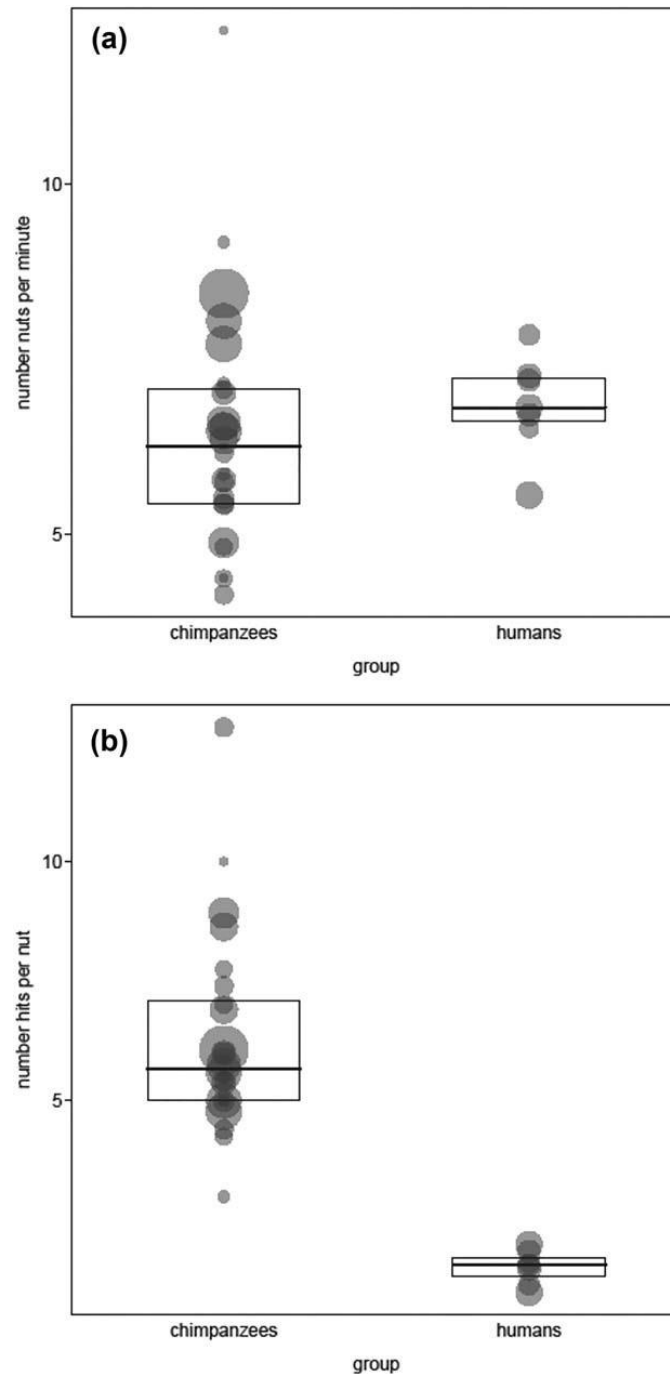 (a)
10
number nuts per minute
5
chimpanzees humans
group
(b)
10
number hits per nut
5
chimpanzees humans
group